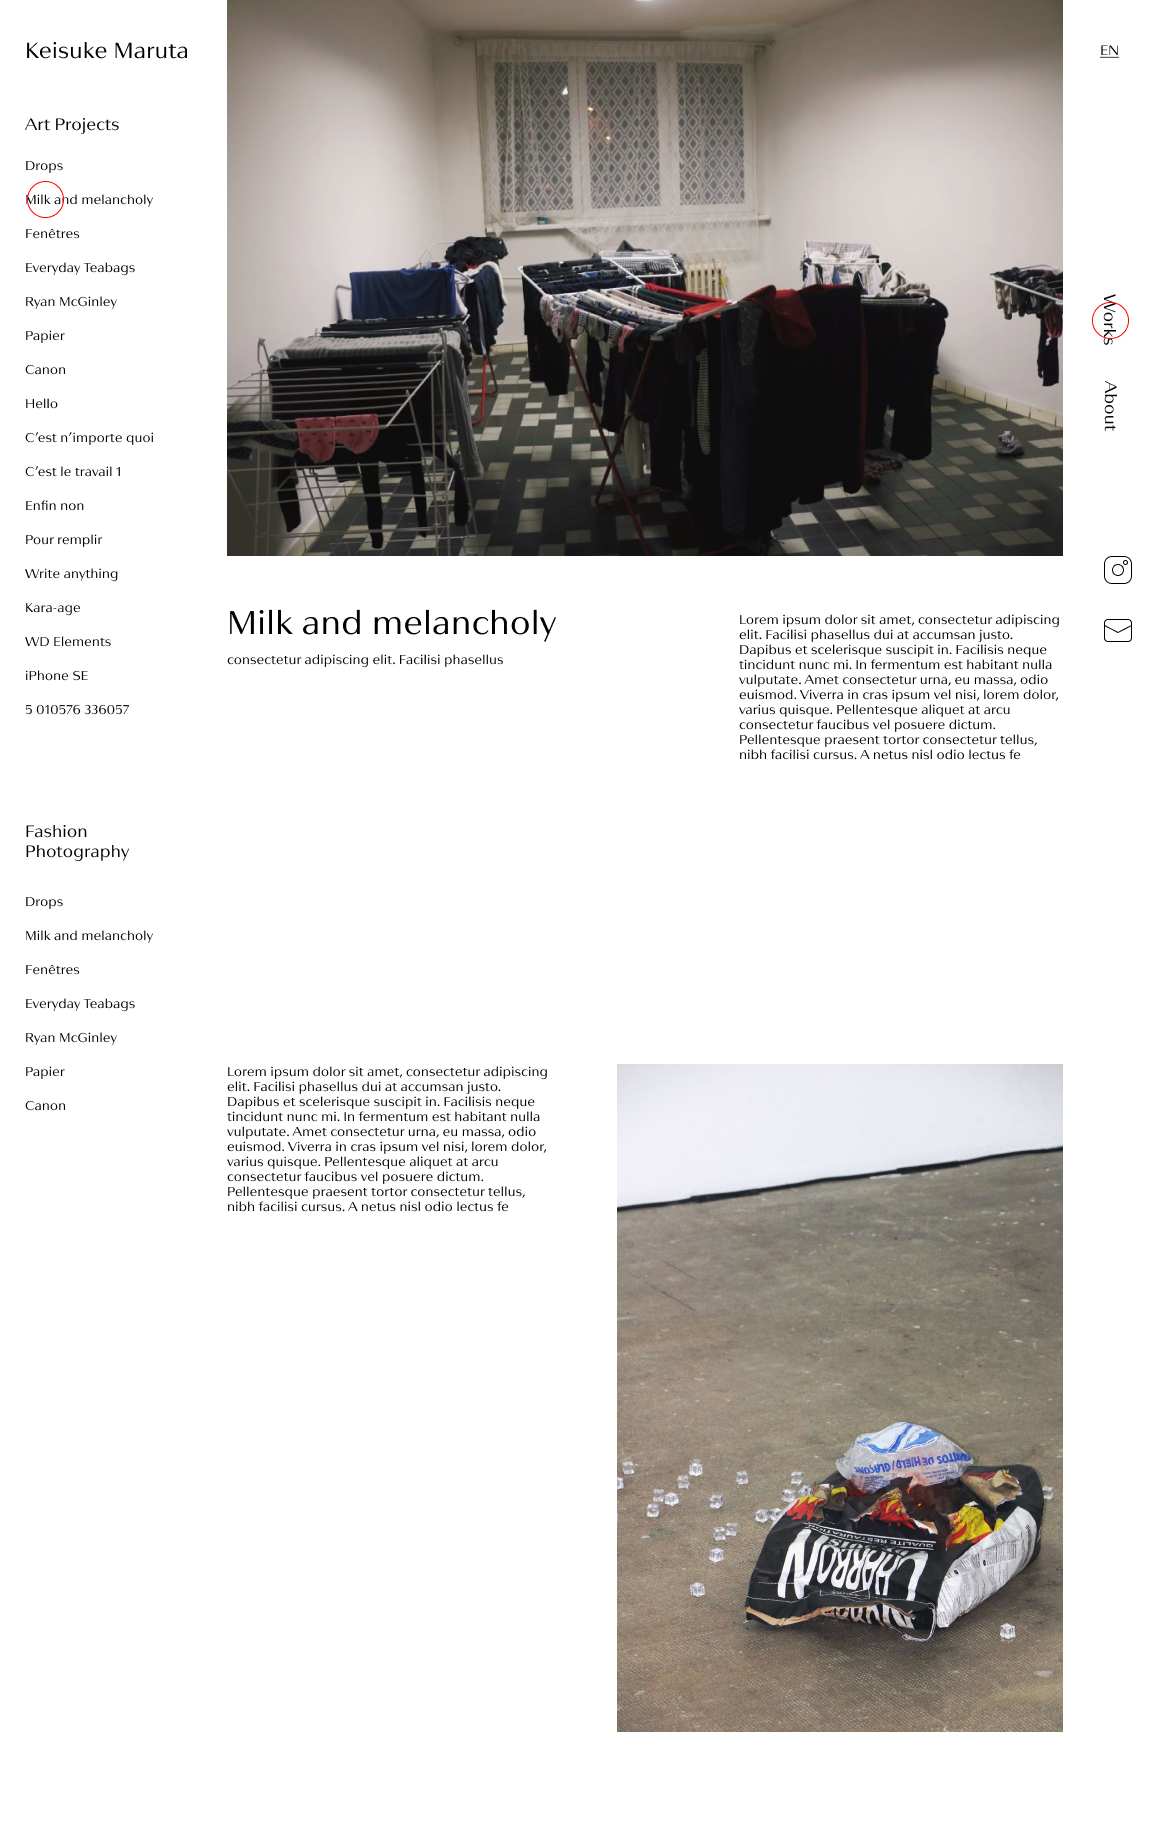 Keisuke Maruta
Art Projects
Drops
Milk and melancholy
Fenêtres
Everyday Teabags
Ryan McGinley
Papier
Canon
Hello
C’est n’importe quoi
C’est le travail 1
Enfin non
Pour remplir
Write anything
Kara-age
WD Elements
iPhone SE
5 010576 336057
Fashion
Photography
Drops
Milk and melancholy
Fenêtres
Everyday Teabags
Ryan McGinley
Papier
Canon
Milk and melancholy
consectetur adipiscing elit. Facilisi phasellus
Lorem ipsum dolor sit amet, consectetur adipiscing
elit. Facilisi phasellus dui at accumsan justo.
Dapibus et scelerisque suscipit in. Facilisis neque
tincidunt nunc mi. In fermentum est habitant nulla
vulputate. Amet consectetur urna, eu massa, odio
euismod. Viverra in cras ipsum vel nisi, lorem dolor,
varius quisque. Pellentesque aliquet at arcu
consectetur faucibus vel posuere dictum.
Pellentesque praesent tortor consectetur tellus,
nibh facilisi cursus. A netus nisl odio lectus fe
Lorem ipsum dolor sit amet, consectetur adipiscing
elit. Facilisi phasellus dui at accumsan justo.
Dapibus et scelerisque suscipit in. Facilisis neque
tincidunt nunc mi. In fermentum est habitant nulla
vulputate. Amet consectetur urna, eu massa, odio
euismod. Viverra in cras ipsum vel nisi, lorem dolor,
varius quisque. Pellentesque aliquet at arcu
consectetur faucibus vel posuere dictum.
Pellentesque praesent tortor consectetur tellus,
nibh facilisi cursus. A netus nisl odio lectus fe
DE HIELO / GLAÇONS
QUALITE RESTAURATION
CHARBON
EN
Works
About